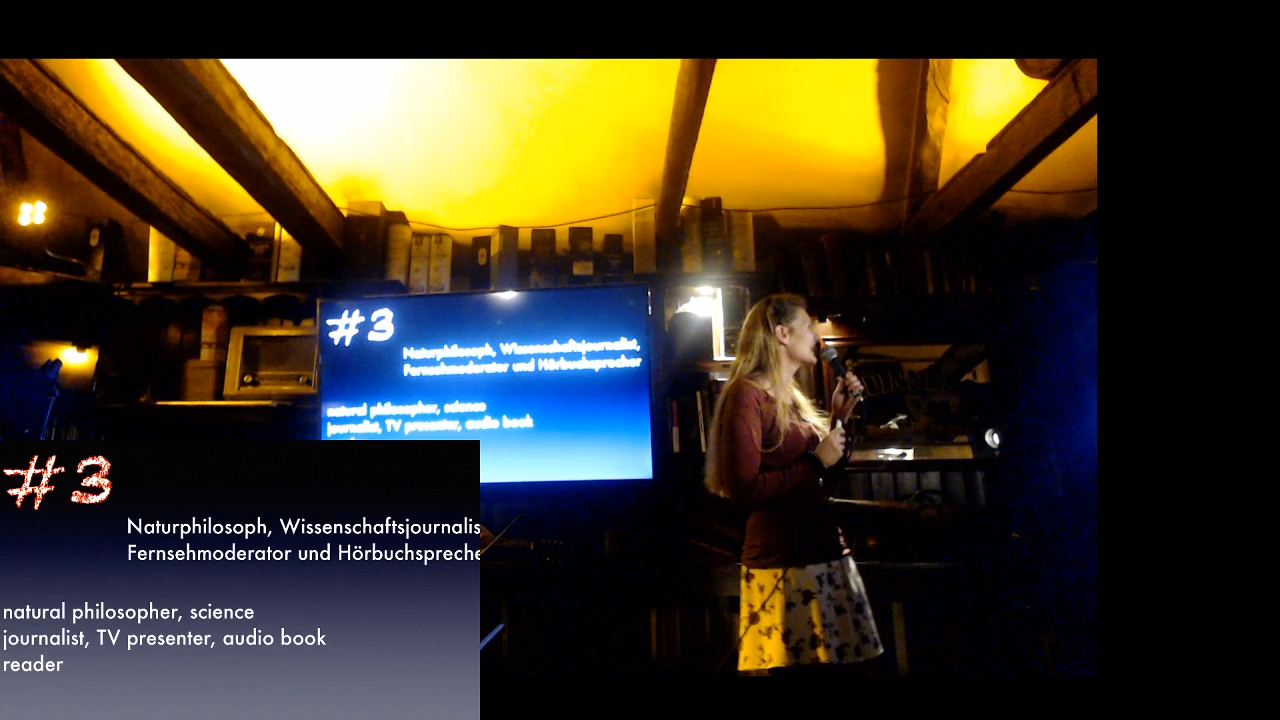 #3
Naturphilosoph, Wissenschaftsjournalist,
Fernsehmoderator und Hörbuchsprecher
natural philosopher, science
journalist, TV presenter, audio book
#3
Naturphilosoph, Wissenschaftsjournalis
Fernsehmoderator und Hörbuchspreche
natural philosopher, science
journalist, TV presenter, audio book
reader